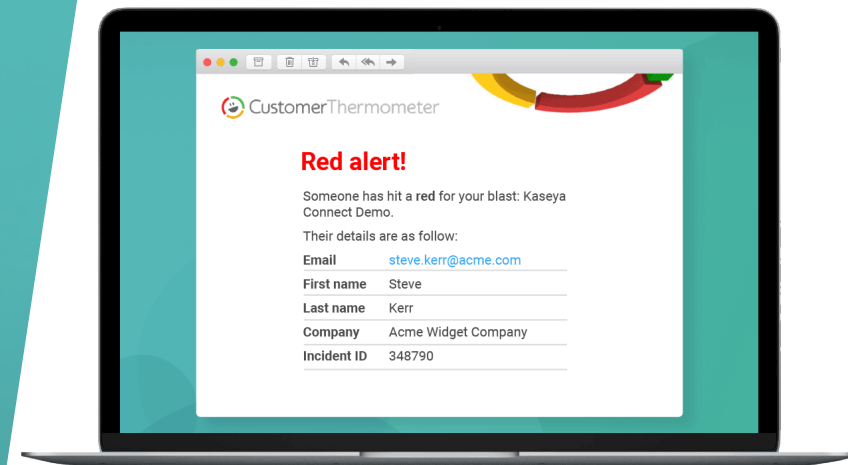 CustomerThermometer
Red alert!
Someone has hit a red for your blast: Kaseya
Connect Demo.
Their details are as follow:
Email steve.kerr@acme.com
First name Steve
Last name Kerr
Company Acme Widget Company
Incident ID 348790